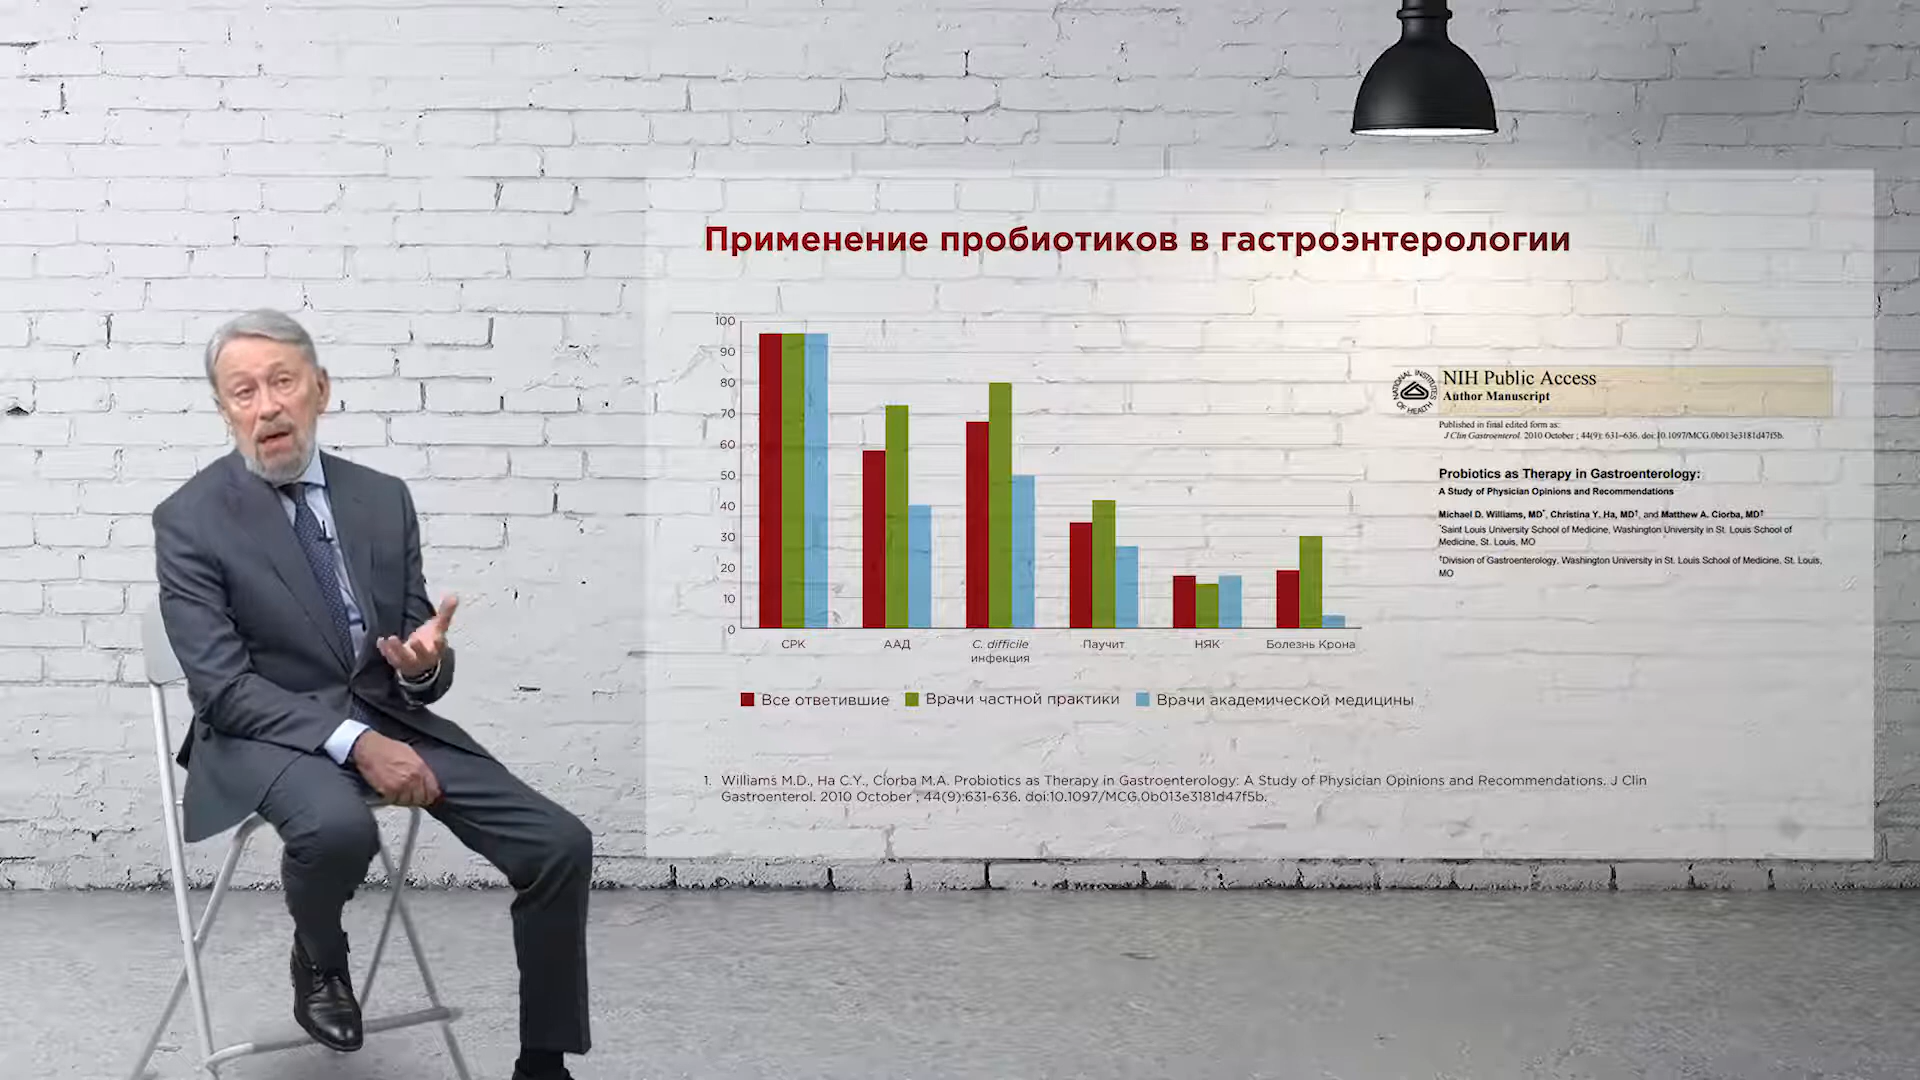 Применение пробиотиков в гастроэнтерологии
100
90
80
70
60
50
40
30
20
10
0
СРК
ААД
C. difficile
инфекция
Паучит
НЯК
Болезнь Крона
Все ответившие
Врачи частной практики
Врачи академической медицины
NATIONAL INSTITUTES OF HEALTH
NIH Public Access
Author Manuscript
Published in final edited form as:
J Clin Gastroenterol. 2010 October ; 44(9): 631–636. doi:10.1097/MCG.0b013e3181d47f5b.
Probiotics as Therapy in Gastroenterology:
A Study of Physician Opinions and Recommendations
Michael D. Williams, MD*, Christina Y. Ha, MD†, and Matthew A. Ciorba, MD†
*Saint Louis University School of Medicine, Washington University in St. Louis School of
Medicine, St. Louis, MO
†Division of Gastroenterology, Washington University in St. Louis School of Medicine, St. Louis,
MO
1. Williams M.D., Ha C.Y., Ciorba M.A. Probiotics as Therapy in Gastroenterology: A Study of Physician Opinions and Recommendations. J Clin
Gastroenterol. 2010 October ; 44(9):631-636. doi:10.1097/MCG.0b013e3181d47f5b.